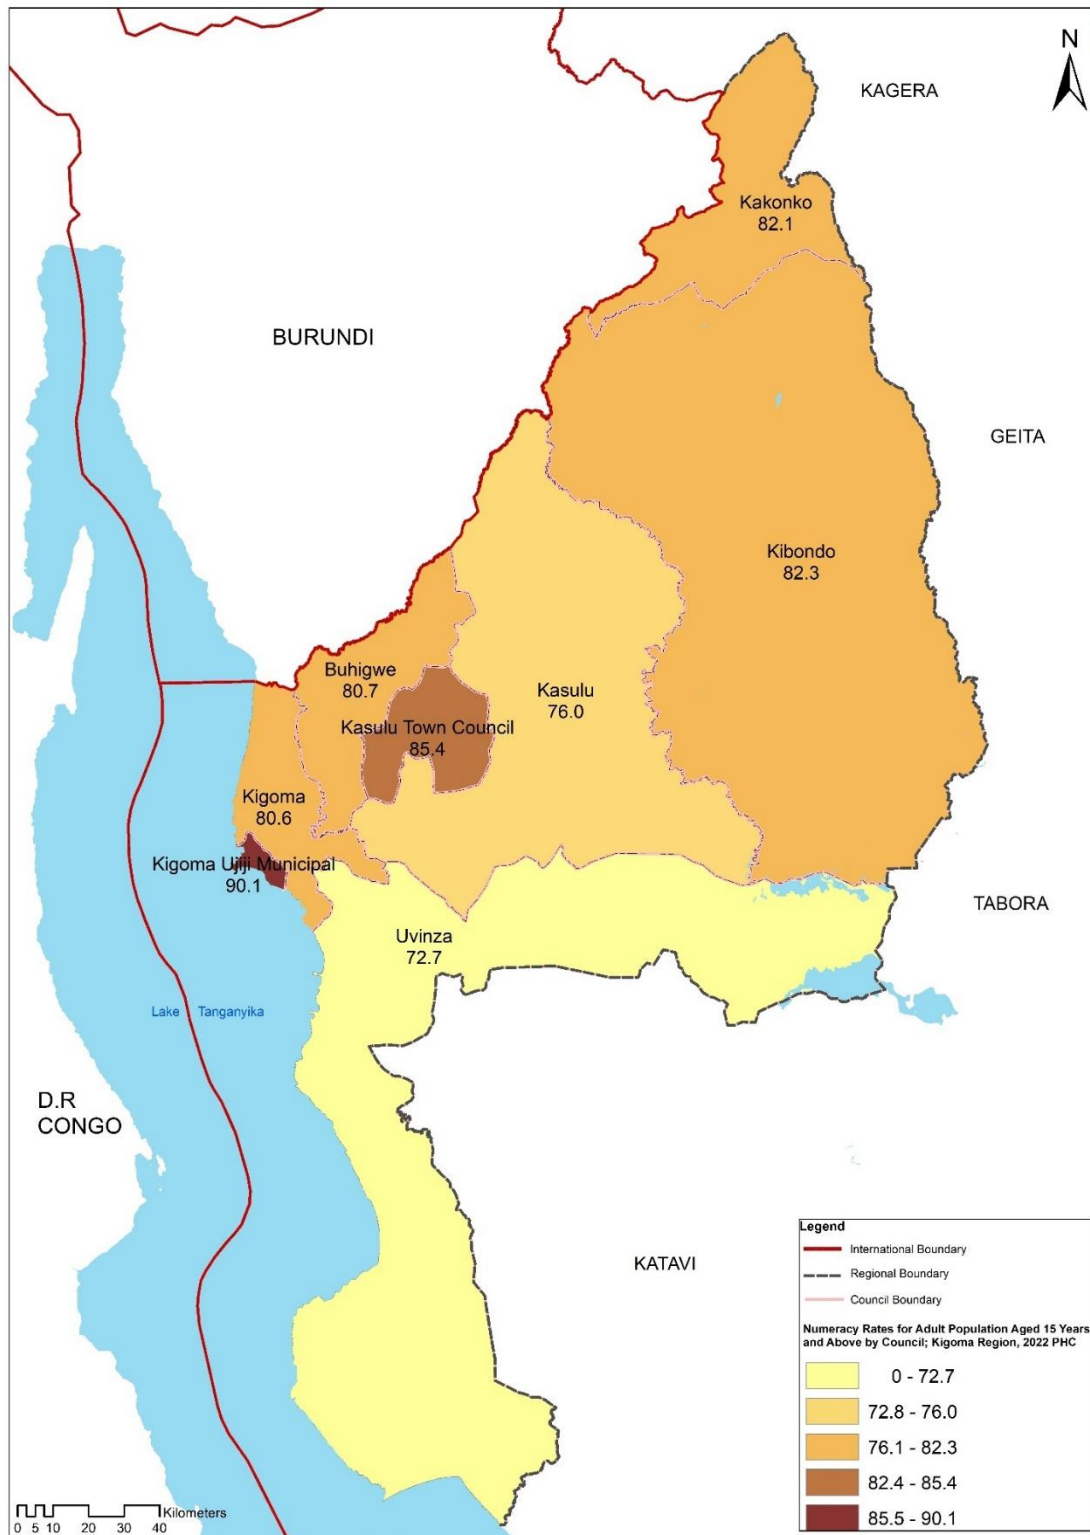 N
KAGERA
Kakonko
82.1
BURUNDI
GEITA
Kibondo
82.3
Buhigwe
80.7
Kasulu
76.0
Kasulu Town Council
85.4
Kigoma
80.6
Kigoma Ujiji Municipal
90.1
TABORA
Uvinza
72.7
Lake Tanganyika
D.R
CONGO
KATAVI
Legend
International Boundary
Regional Boundary
Council Boundary
Numeracy Rates for Adult Population Aged 15 Years
and Above by Council; Kigoma Region, 2022 PHC
0 - 72.7
72.8 - 76.0
76.1 - 82.3
82.4 - 85.4
85.5 - 90.1
Kilometers
0 5 10 20 30 40